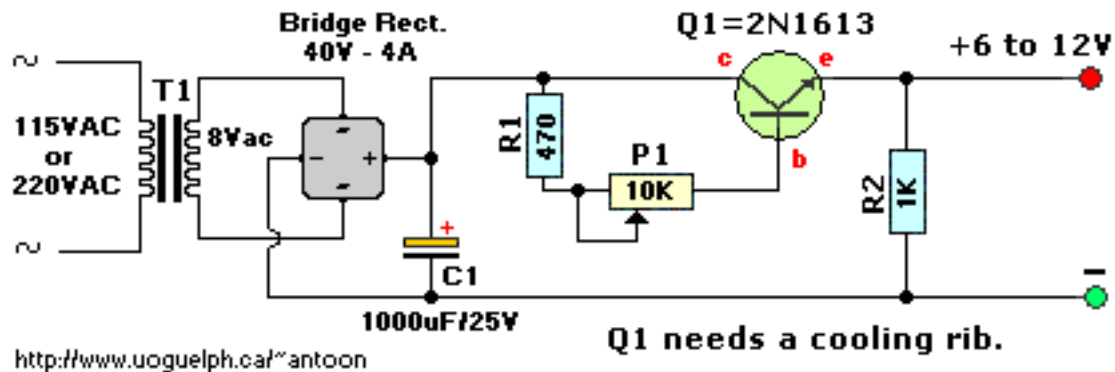 Bridge Rect.
40V - 4A
Q1=2N1613
+6 to 12V
~
T1
115VAC
or
220VAC
8Vac
-
+
R1
470
c
e
b
P1
10K
R2
1K
~
+
C1
1000uF/25V
-
Q1 needs a cooling rib.
http://www.uoguelph.ca/~antoon